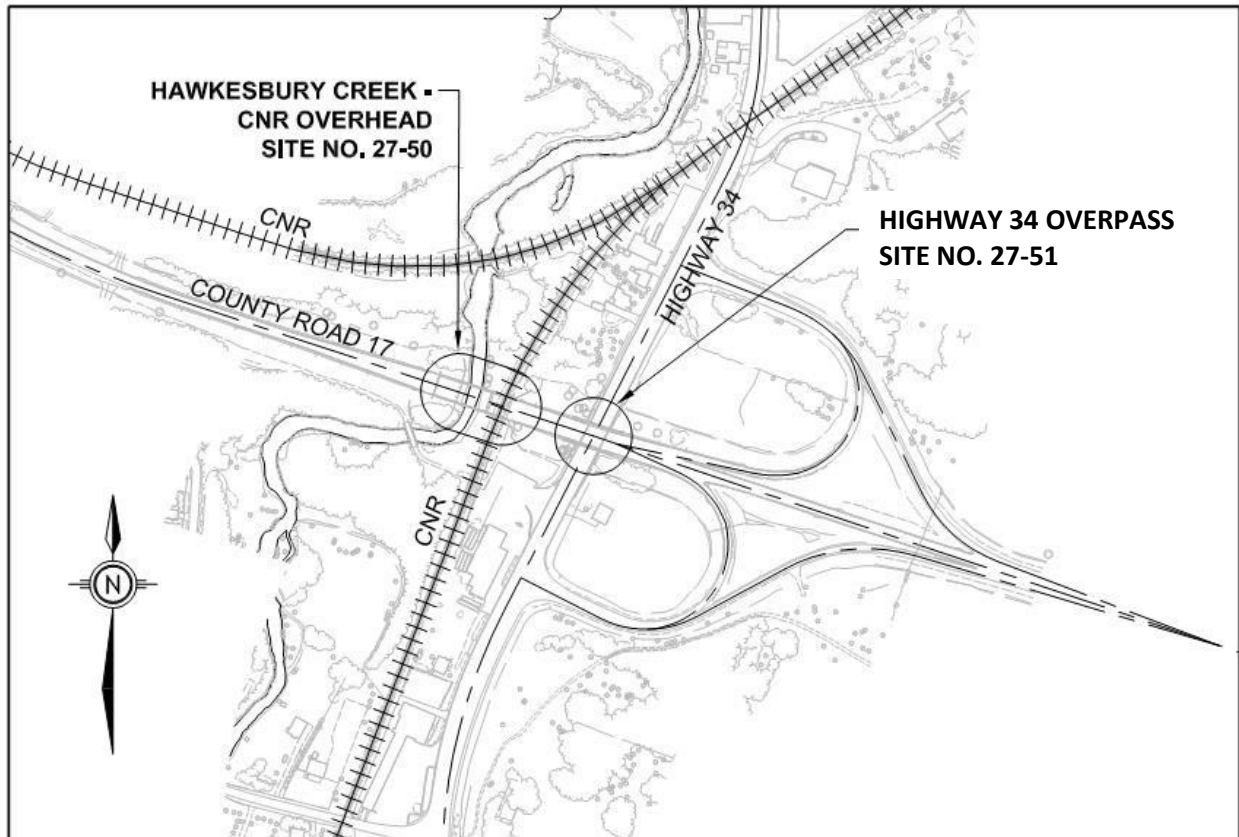 HAWKESBURY CREEK -
CNR OVERHEAD
SITE NO. 27-50
CNR
HIGHWAY 34
HIGHWAY 34 OVERPASS
SITE NO. 27-51
COUNTY ROAD 17
CNR
N